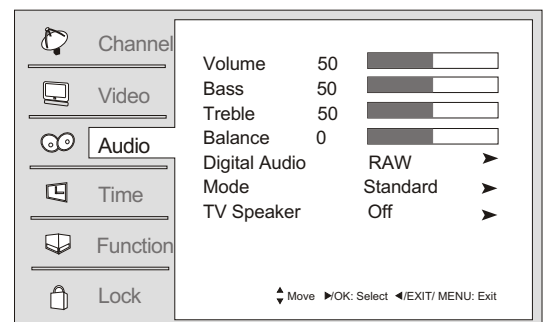 Channel
Video
Audio
Time
Function
Lock
Volume 50
Bass 50
Treble 50
Balance 0
Digital Audio RAW
Mode Standard
TV Speaker Off
Move /OK: Select /EXIT/ MENU: Exit